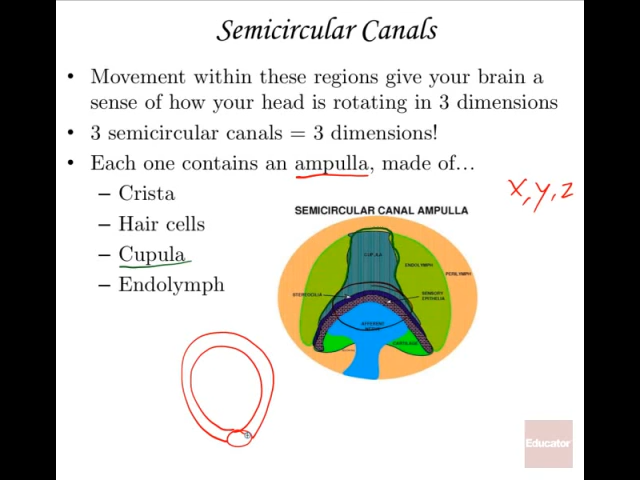 Semicircular Canals
• Movement within these regions give your brain a
sense of how your head is rotating in 3 dimensions
• 3 semicircular canals = 3 dimensions!
• Each one contains an ampulla, made of…
– Crista
– Hair cells
– Cupula
– Endolymph
x, y, z
SEMICIRCULAR CANAL AMPULLA
CUPULA
ENDOLYMPH
PERILYMPH
STEREOCILIA
SENSORY
EPITHELIA
AFFERENT
NERVE
CARTILAGE
Educator